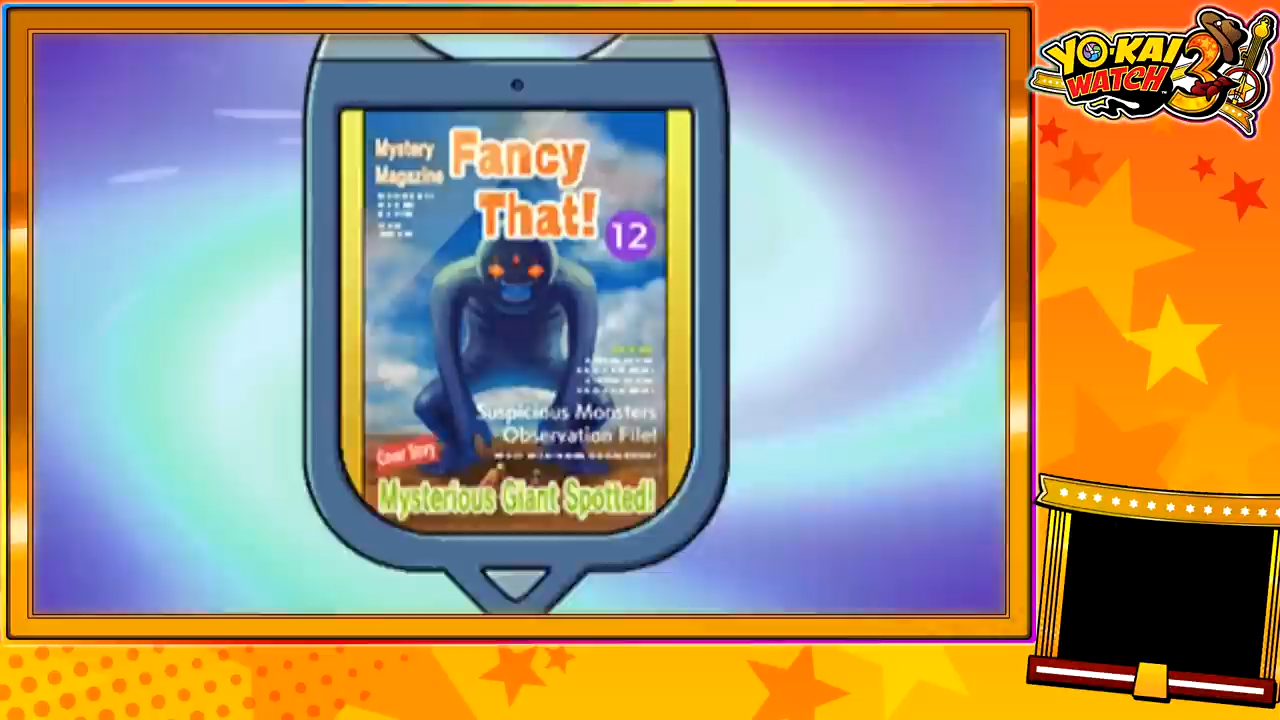 YO-KAI
WATCH 3
Mystery
Magazine
Fancy
That!
12
Suspicious Monsters
Observation File!
Cover Story
Mysterious Giant Spotted!